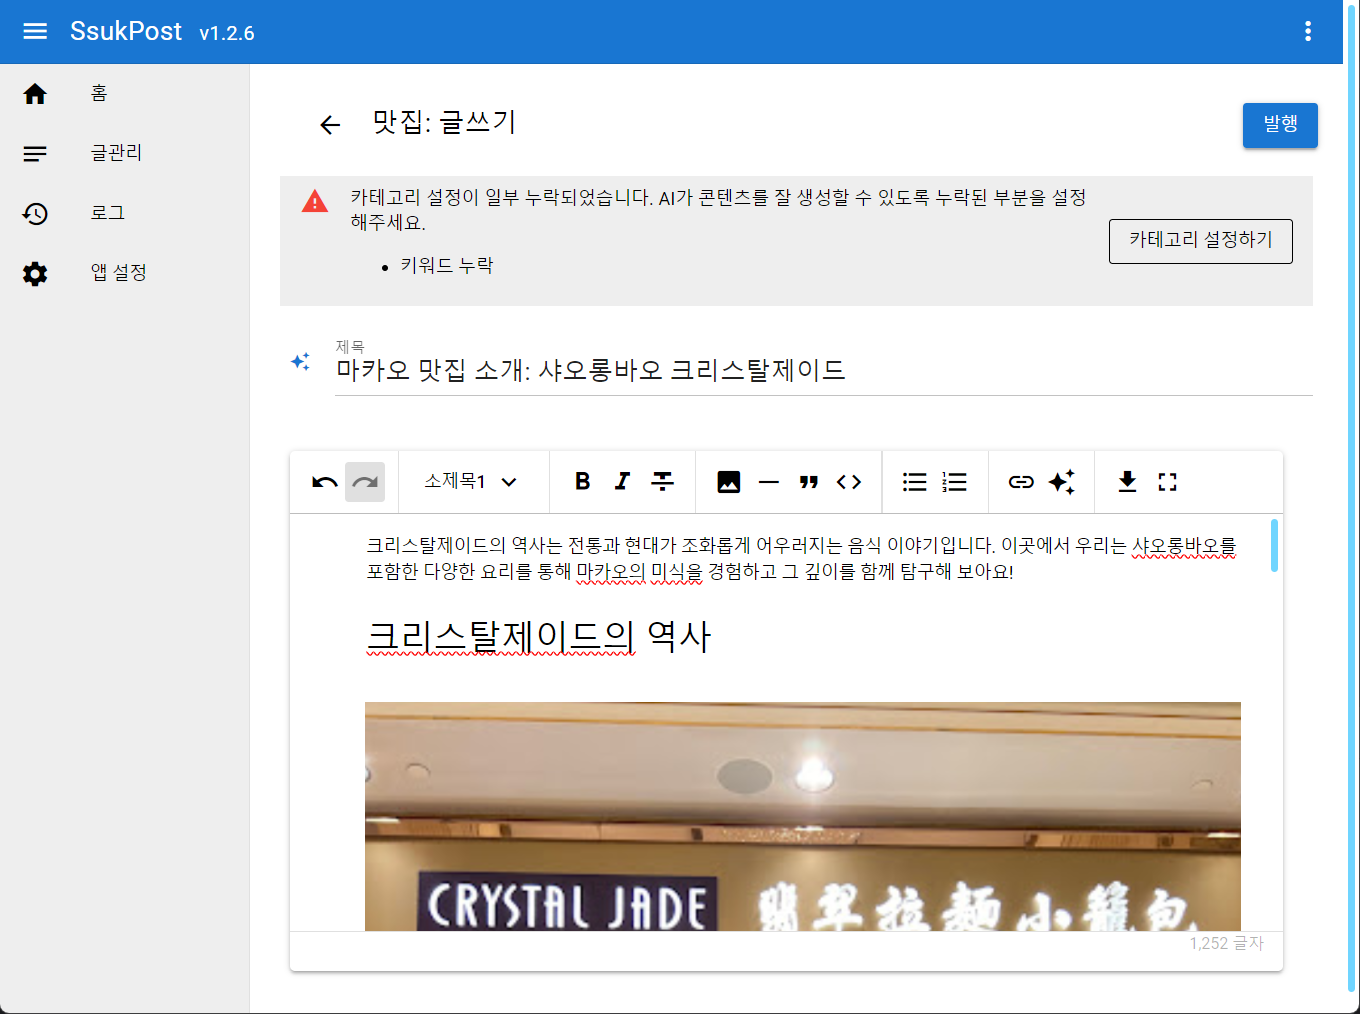 SsukPost v1.2.6
홈
글관리
로그
앱 설정
맛집: 글쓰기
발행
카테고리 설정이 일부 누락되었습니다. AI가 콘텐츠를 잘 생성할 수 있도록 누락된 부분을 설정
해주세요.
키워드 누락
카테고리 설정하기
제목
마카오 맛집 소개: 샤오롱바오 크리스탈제이드
소제목1
크리스탈제이드의 역사는 전통과 현대가 조화롭게 어우러지는 음식 이야기입니다. 이곳에서 우리는 샤오롱바오를
포함한 다양한 요리를 통해 마카오의 미식을 경험하고 그 깊이를 함께 탐구해 보아요!
크리스탈제이드의 역사
CRYSTAL JADE 翡翠拉麵小籠包
1,252 글자